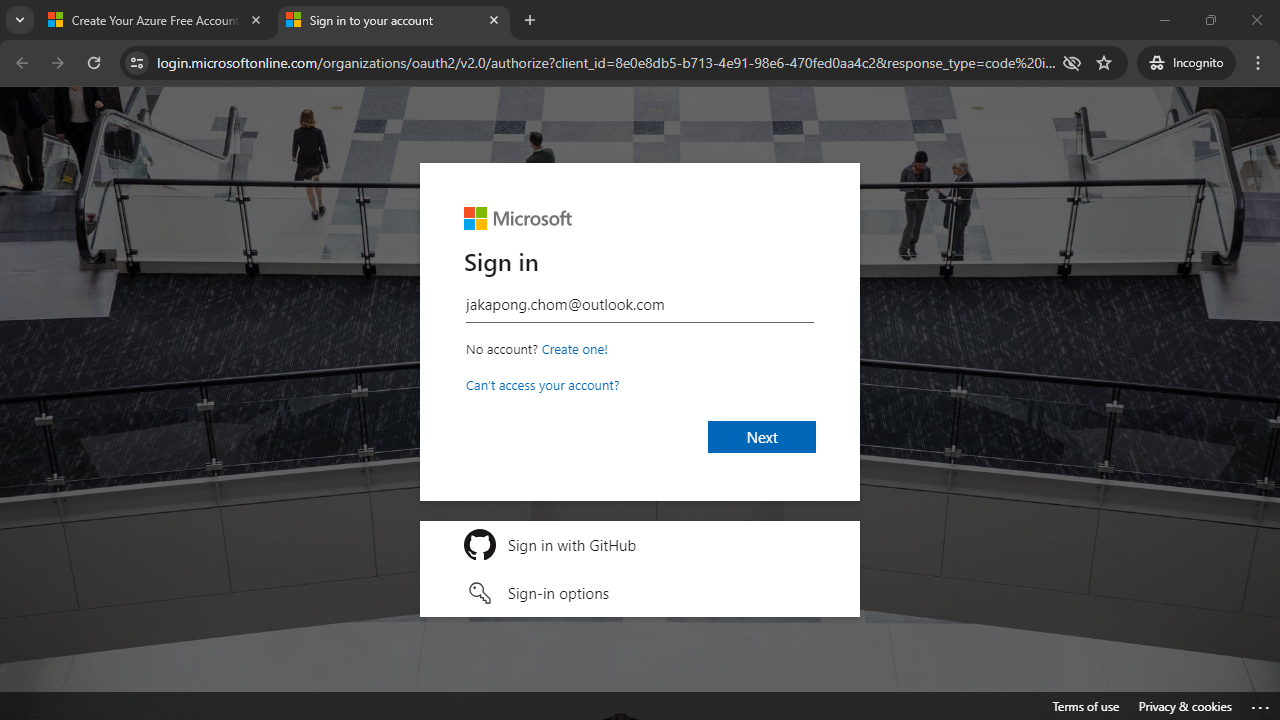 Create Your Azure Free Account
Sign in to your account
login.microsoftonline.com/organizations/oauth2/v2.0/authorize?client_id=8e0e8db5-b713-4e91-98e6-470fed0aa4c2&response_type=code%20i...
Incognito
Microsoft
Sign in
jakapong.chom@outlook.com
No account? Create one!
Can't access your account?
Next
Sign in with GitHub
Sign-in options
Terms of use
Privacy & cookies
...